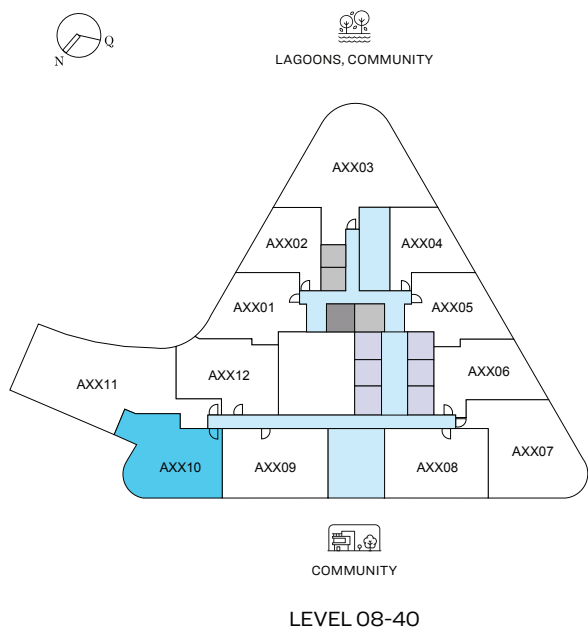 N
Q
LAGOONS, COMMUNITY
AXX03
AXX02
AXX04
AXX01
AXX05
AXX11
AXX12
AXX06
AXX10
AXX09
AXX08
AXX07
COMMUNITY
LEVEL 08-40